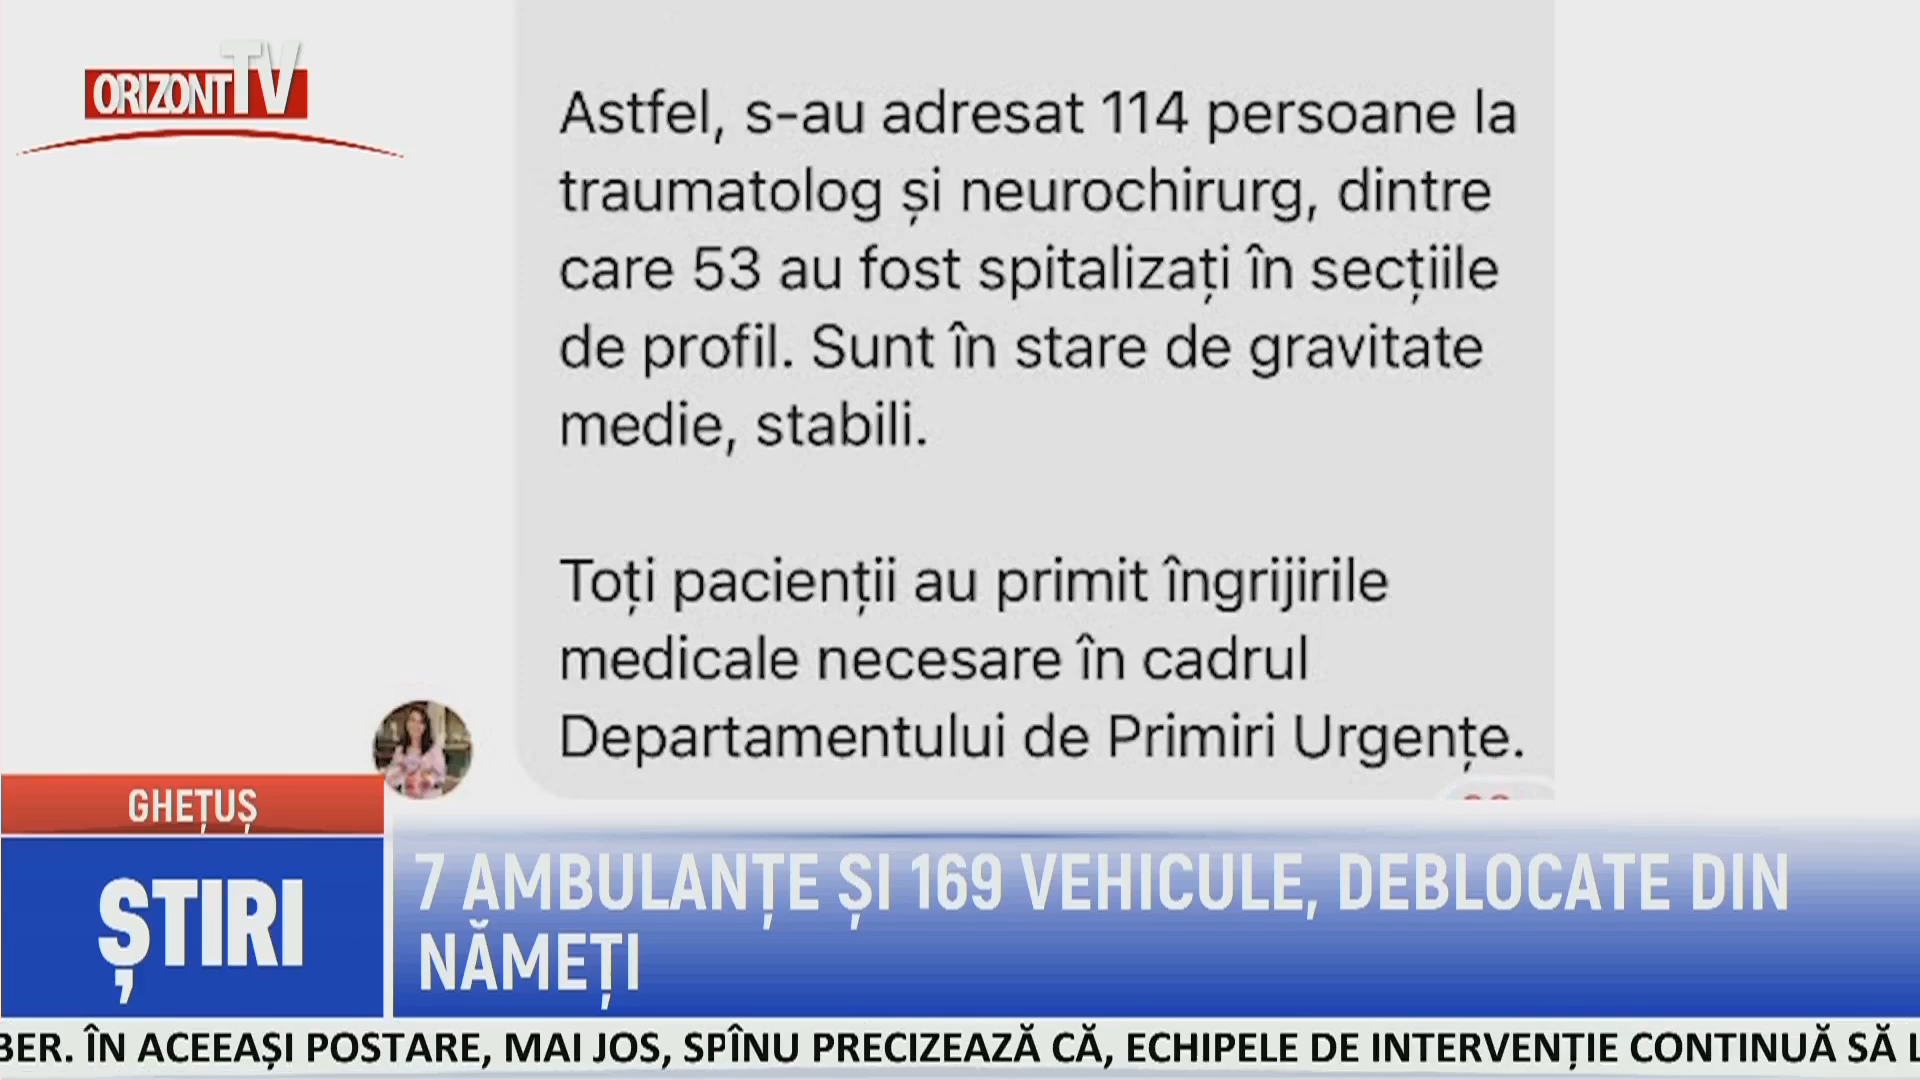 ORIZONT TV
Astfel, s-au adresat 114 persoane la
traumatolog și neurochirurg, dintre
care 53 au fost spitalizați în secțiile
de profil. Sunt în stare de gravitate
medie, stabili.
Toți pacienții au primit îngrijirile
medicale necesare în cadrul
Departamentului de Primiri Urgențe.
GHEȚUȘ
ȘTIRI
7 AMBULANȚE ȘI 169 VEHICULE, DEBLOCATE DIN
NĂMEȚI
BER. ÎN ACEEAȘI POSTARE, MAI JOS, SPÎNU PRECIZEAZĂ CĂ, ECHIPELE DE INTERVENȚIE CONTINUĂ SĂ